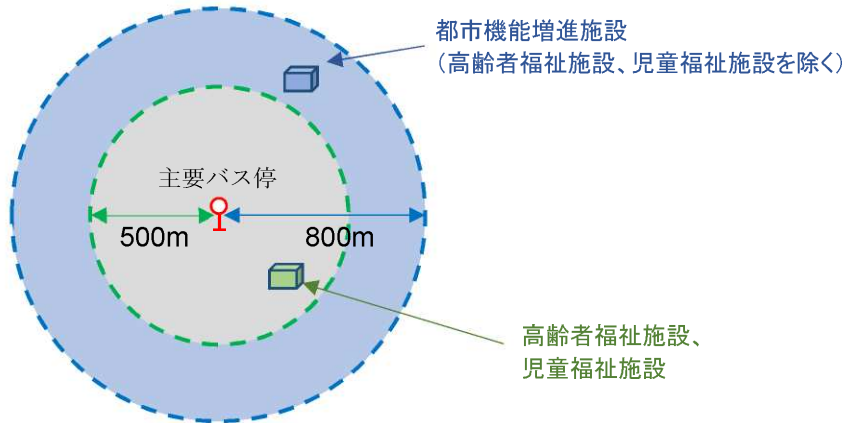 都市機能増進施設
（高齢者福祉施設、児童福祉施設を除く）
主要バス停
500m
800m
高齢者福祉施設、
児童福祉施設